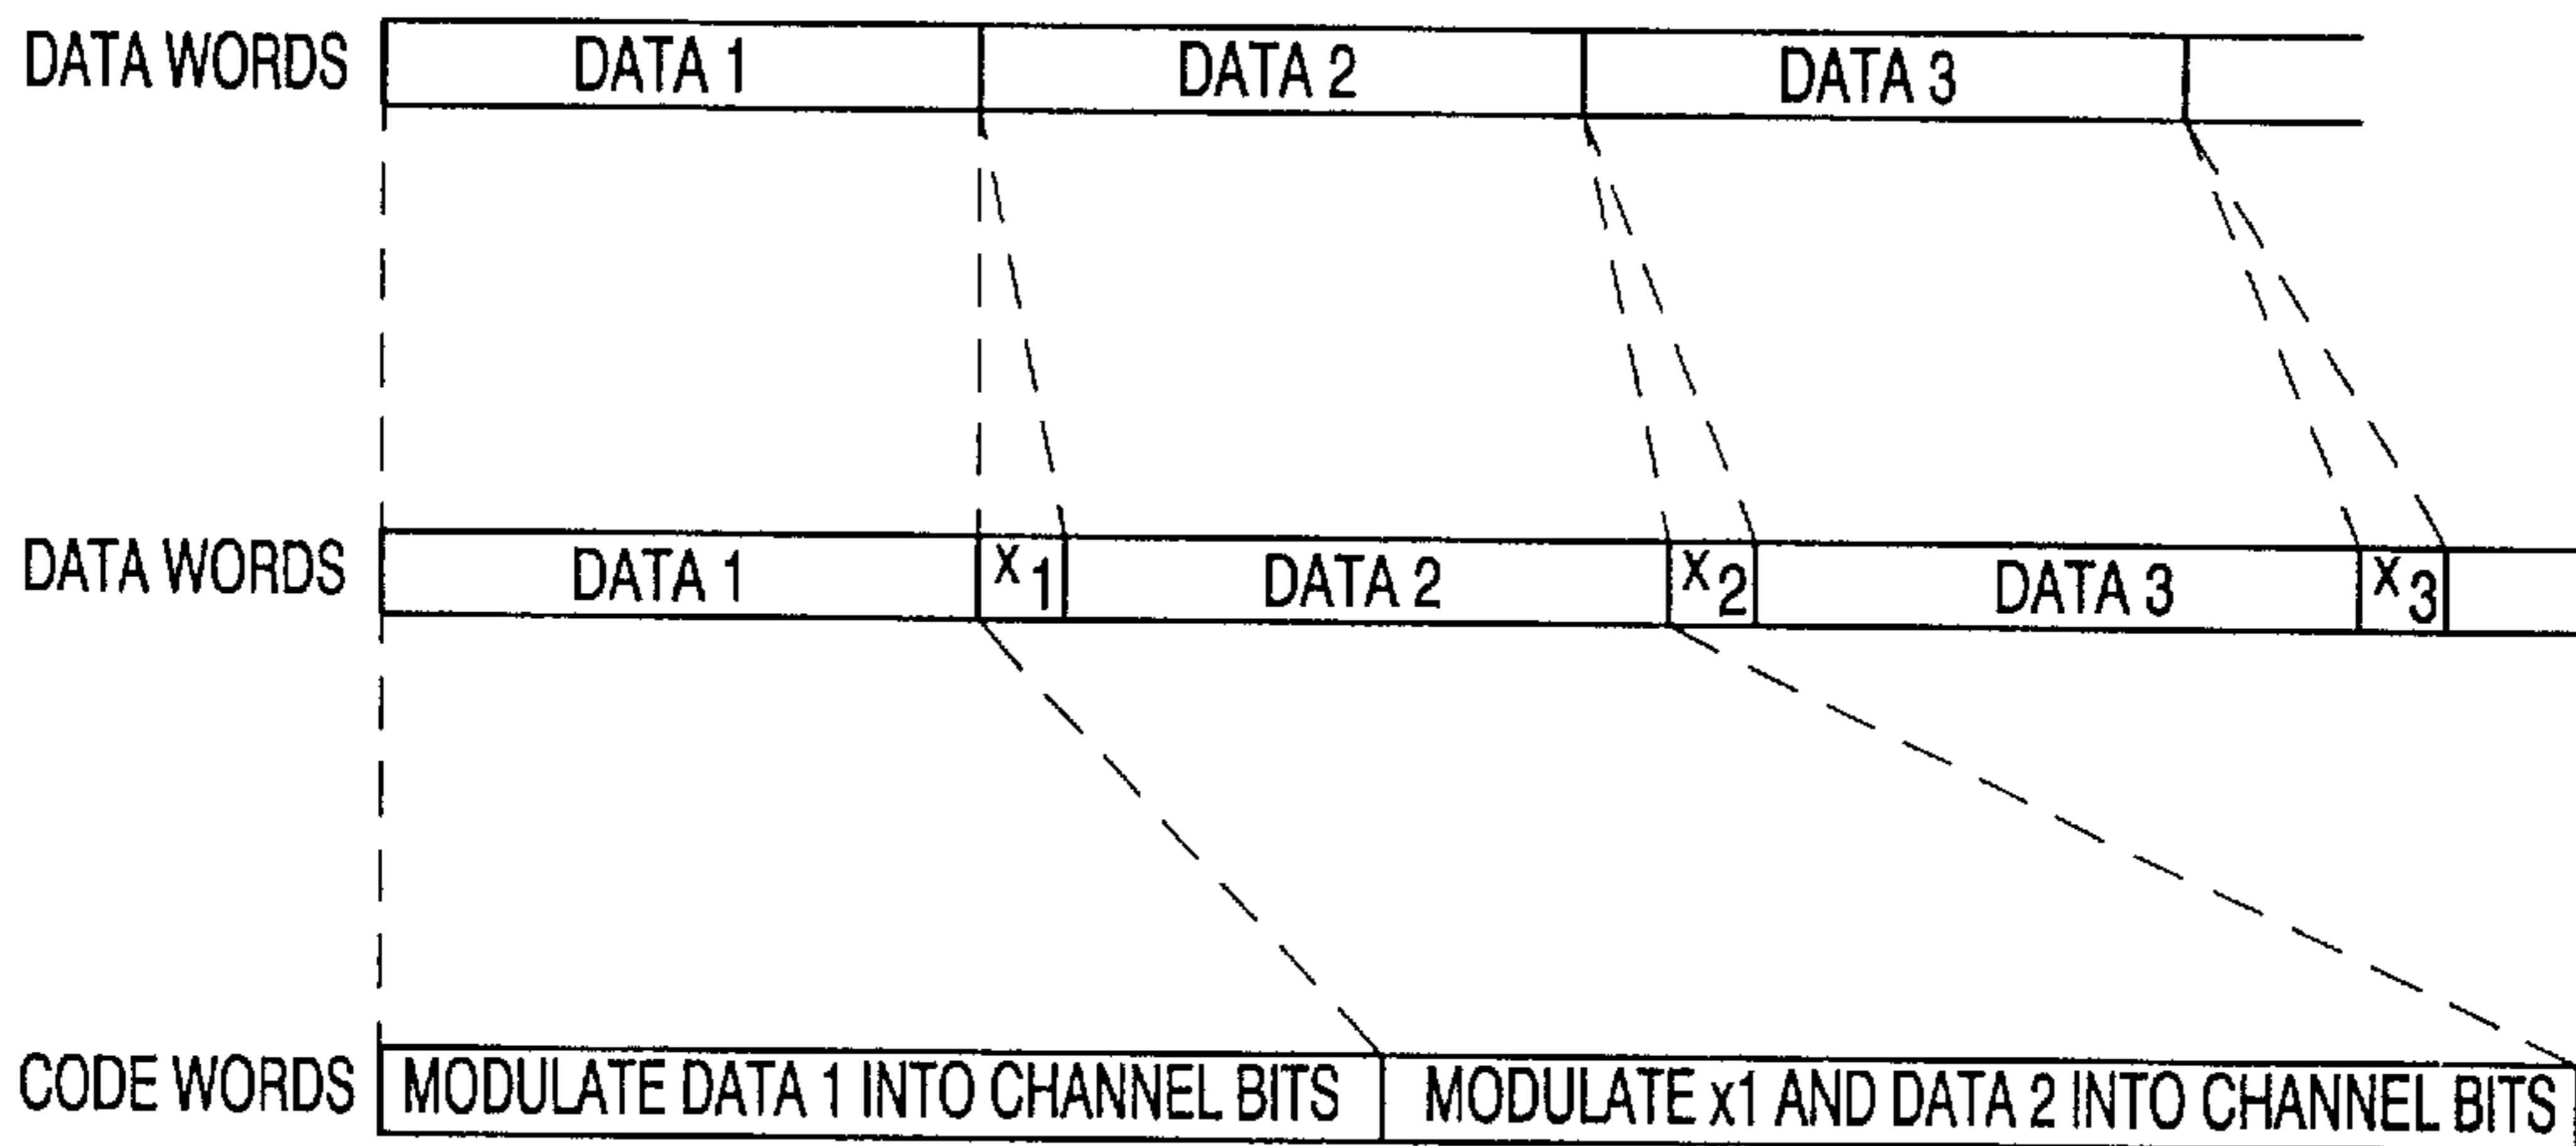 DATA WORDS DATA 1 DATA 2 DATA 3
DATA WORDS DATA 1 x1 DATA 2 x2 DATA 3 x3
CODE WORDS MODULATE DATA 1 INTO CHANNEL BITS MODULATE x1 AND DATA 2 INTO CHANNEL BITS